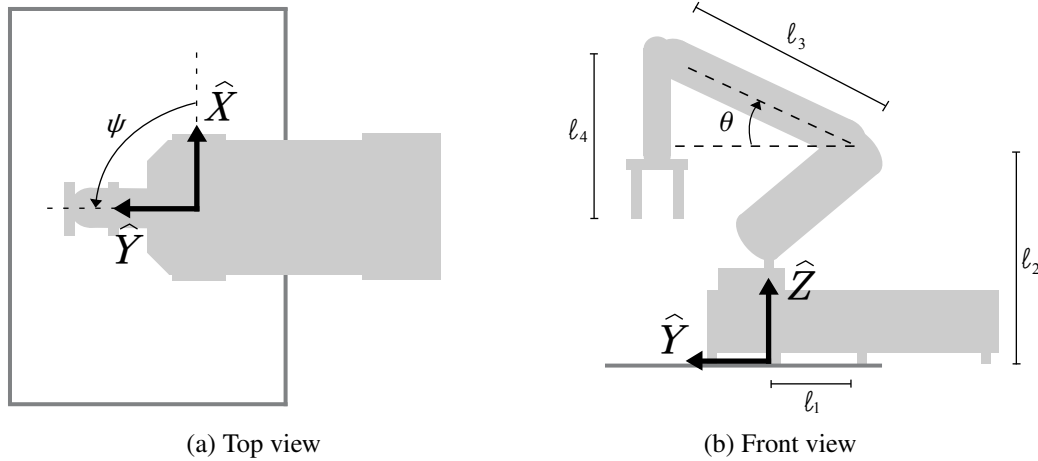 ψ
X̂
Ŷ
(a) Top view
ℓ₃
θ
ℓ₄
ℓ₂
Ẑ
Ŷ
ℓ₁
(b) Front view